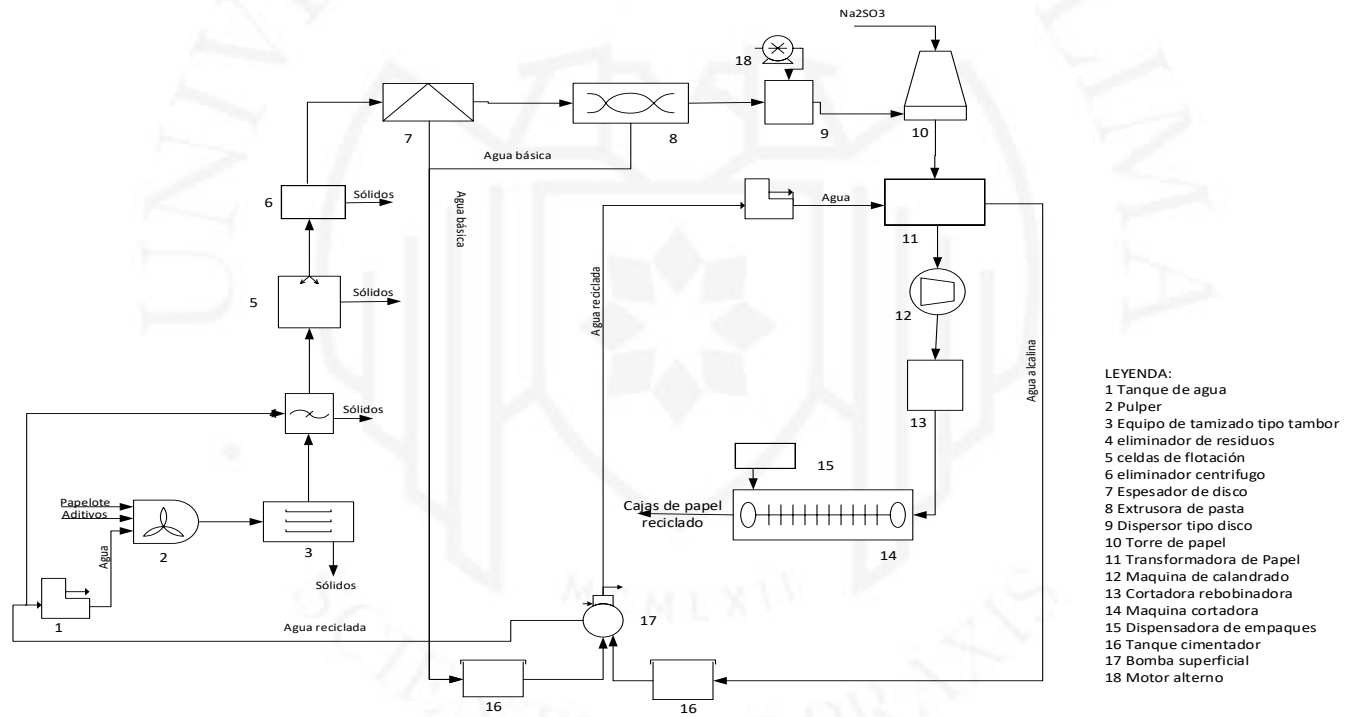 Na2SO3
18
7
8
9
10
Agua básica
Agua básica
6
Sólidos
Agua
11
5
Sólidos
Agua reciclada
12
Agua alcalina
Sólidos
13
15
Papelote
Aditivos
Agua
2
3
Sólidos
Cajas de papel
reciclado
14
1
Agua reciclada
17
16
16
LEYENDA:
1 Tanque de agua
2 Pulper
3 Equipo de tamizado tipo tambor
4 eliminador de residuos
5 celdas de flotación
6 eliminador centrifugo
7 Espesador de disco
8 Extrusora de pasta
9 Dispersor tipo disco
10 Torre de papel
11 Transformadora de Papel
12 Maquina de calandrado
13 Cortadora rebobinadora
14 Maquina cortadora
15 Dispensadora de empaques
16 Tanque cimentador
17 Bomba superficial
18 Motor alterno